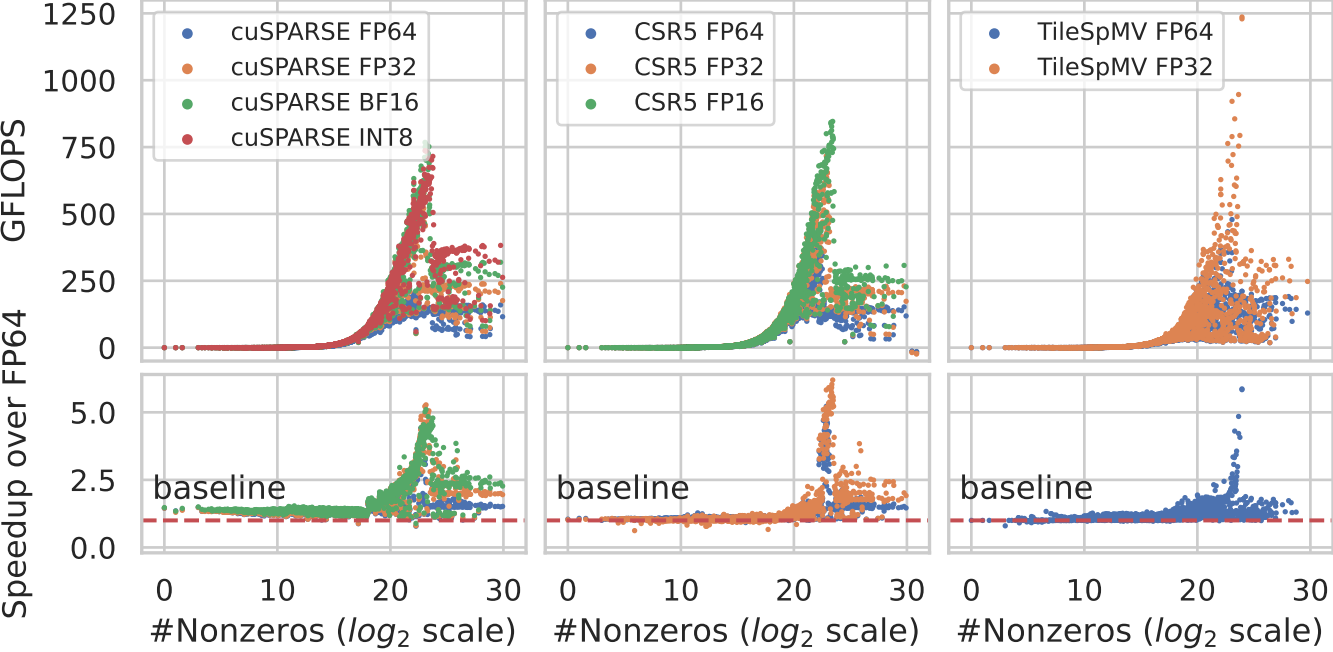 GFLOPS
1250
1000
750
500
250
0
cuSPARSE FP64
cuSPARSE FP32
cuSPARSE BF16
cuSPARSE INT8
CSR5 FP64
CSR5 FP32
CSR5 FP16
TileSpMV FP64
TileSpMV FP32
Speedup over FP64
5.0
2.5
0.0
baseline
baseline
baseline
0 10 20 30
0 10 20 30
0 10 20 30
#Nonzeros (log₂ scale)
#Nonzeros (log₂ scale)
#Nonzeros (log₂ scale)